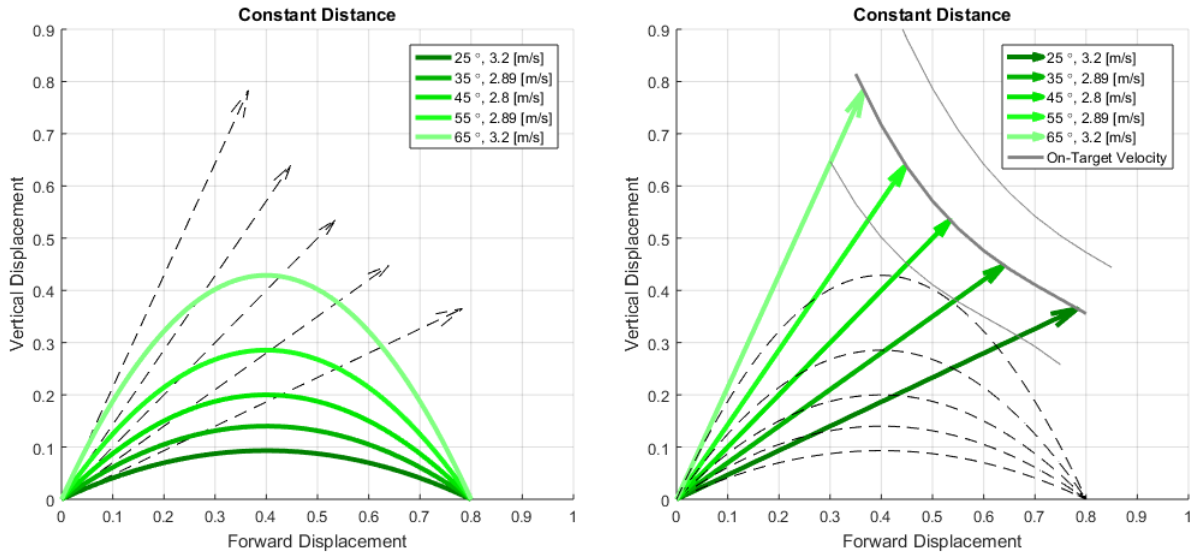 Constant Distance
0.9
0.8
0.7
0.6
0.5
0.4
0.3
0.2
0.1
0
Vertical Displacement
25 °, 3.2 [m/s]
35 °, 2.89 [m/s]
45 °, 2.8 [m/s]
55 °, 2.89 [m/s]
65 °, 3.2 [m/s]
0 0.1 0.2 0.3 0.4 0.5 0.6 0.7 0.8 0.9 1
Forward Displacement
Constant Distance
0.9
0.8
0.7
0.6
0.5
0.4
0.3
0.2
0.1
0
Vertical Displacement
25 °, 3.2 [m/s]
35 °, 2.89 [m/s]
45 °, 2.8 [m/s]
55 °, 2.89 [m/s]
65 °, 3.2 [m/s]
On-Target Velocity
0 0.1 0.2 0.3 0.4 0.5 0.6 0.7 0.8 0.9 1
Forward Displacement